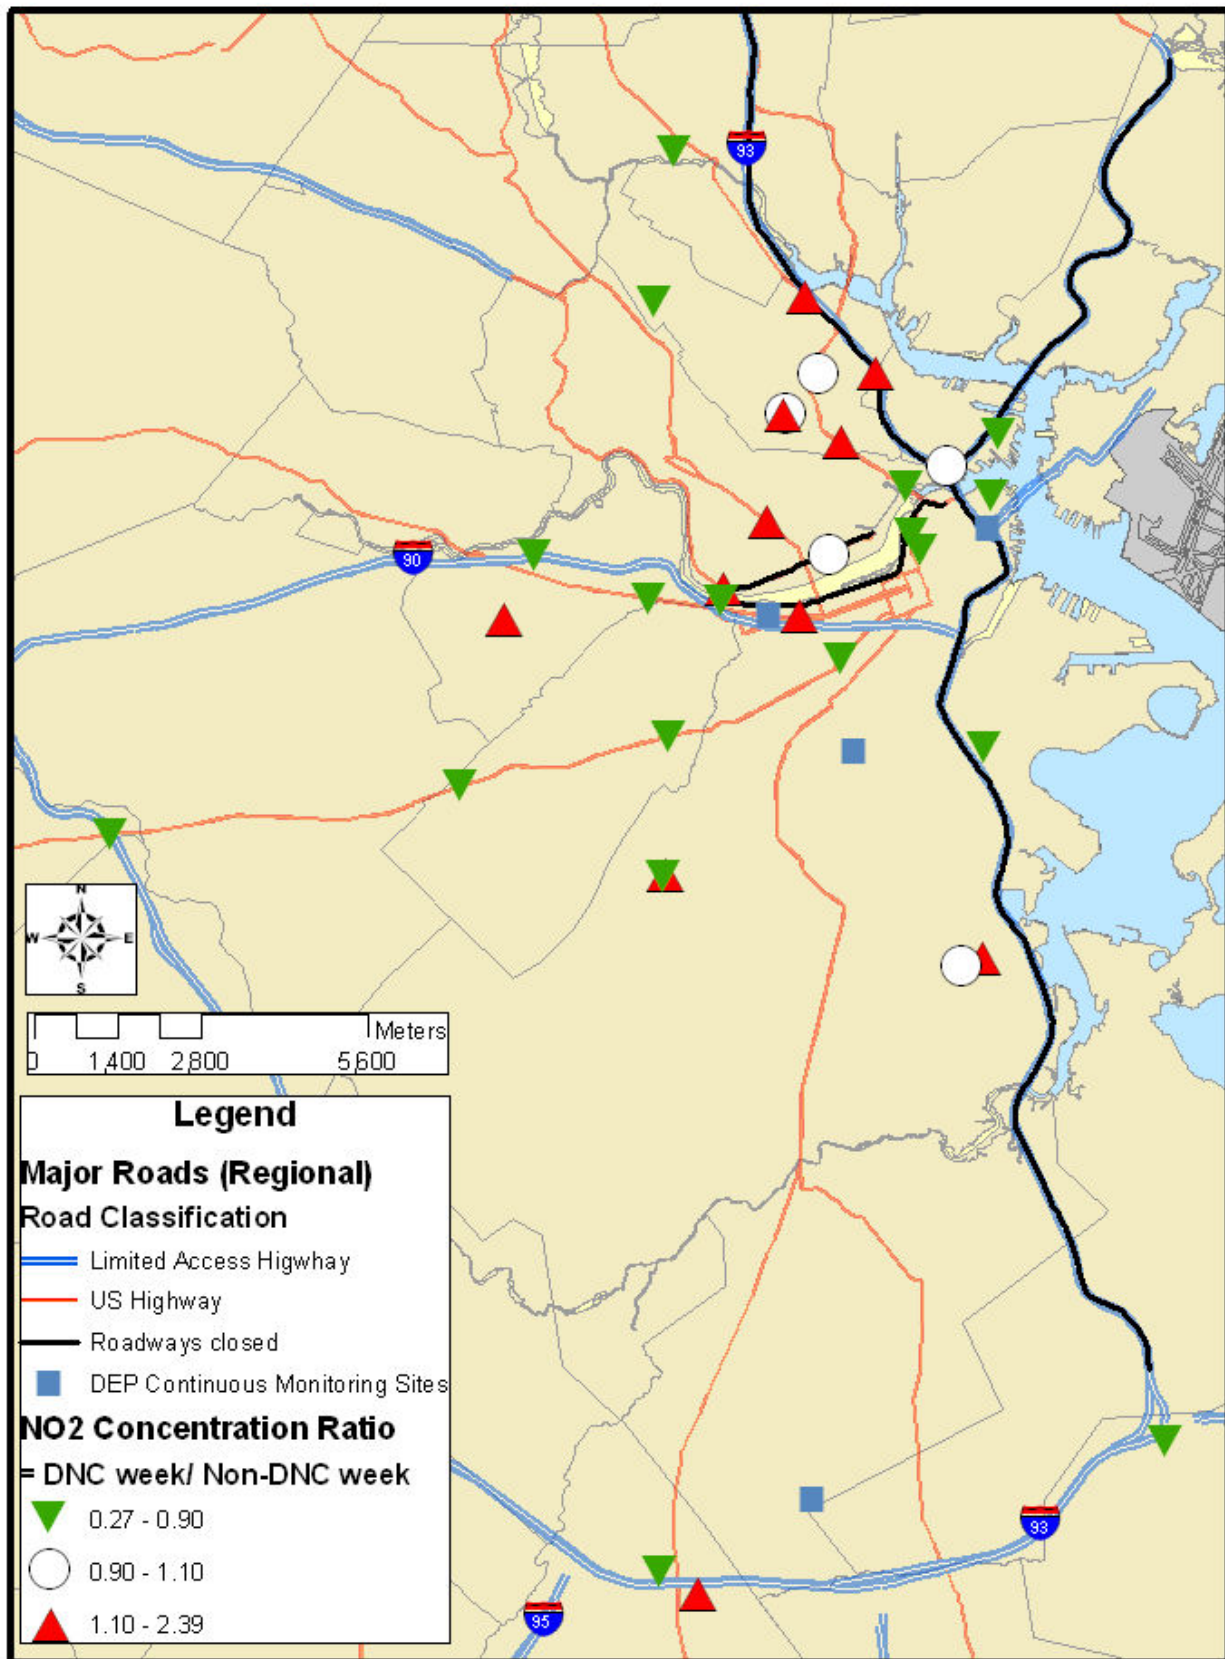 93
90
N
W E
S
Meters
0 1,400 2,800 5,600
Legend
Major Roads (Regional)
Road Classification
Limited Access Higwhay
US Highway
Roadways closed
DEP Continuous Monitoring Sites
NO2 Concentration Ratio
= DNC week/ Non-DNC week
0.27 - 0.90
0.90 - 1.10
1.10 - 2.39
93
95